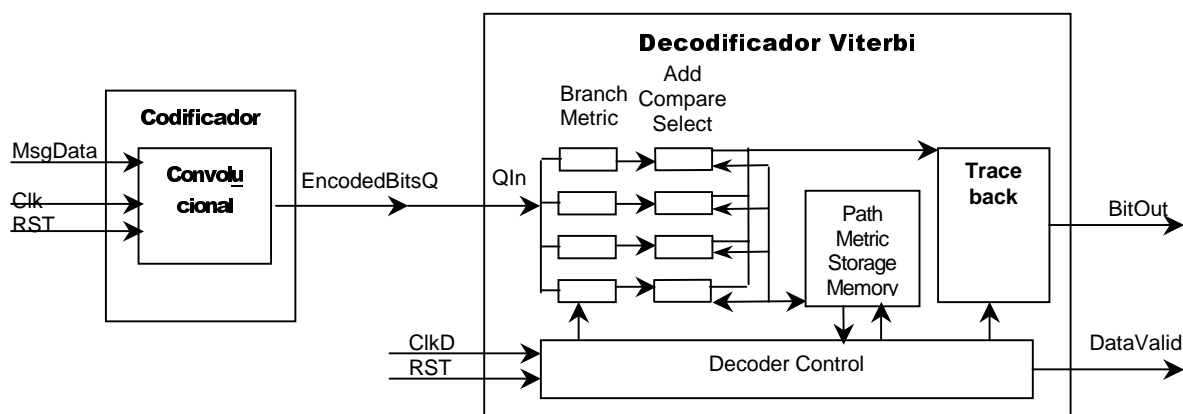 Decodificador Viterbi
Codificador
MsgData
Clk
RST
Convolu
cional
EncodedBitsQ
QIn
Branch
Metric
Add
Compare
Select
Path
Metric
Storage
Memory
Trace
back
BitOut
ClkD
RST
Decoder Control
DataValid